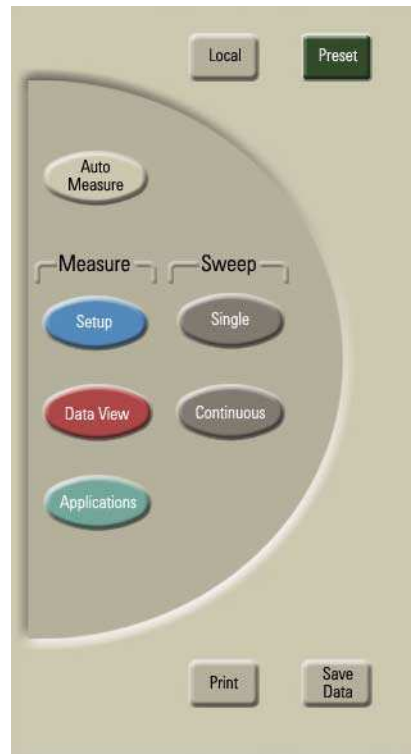 Local
Preset
Auto
Measure
Measure
Sweep
Setup
Single
Data View
Continuous
Applications
Print
Save
Data